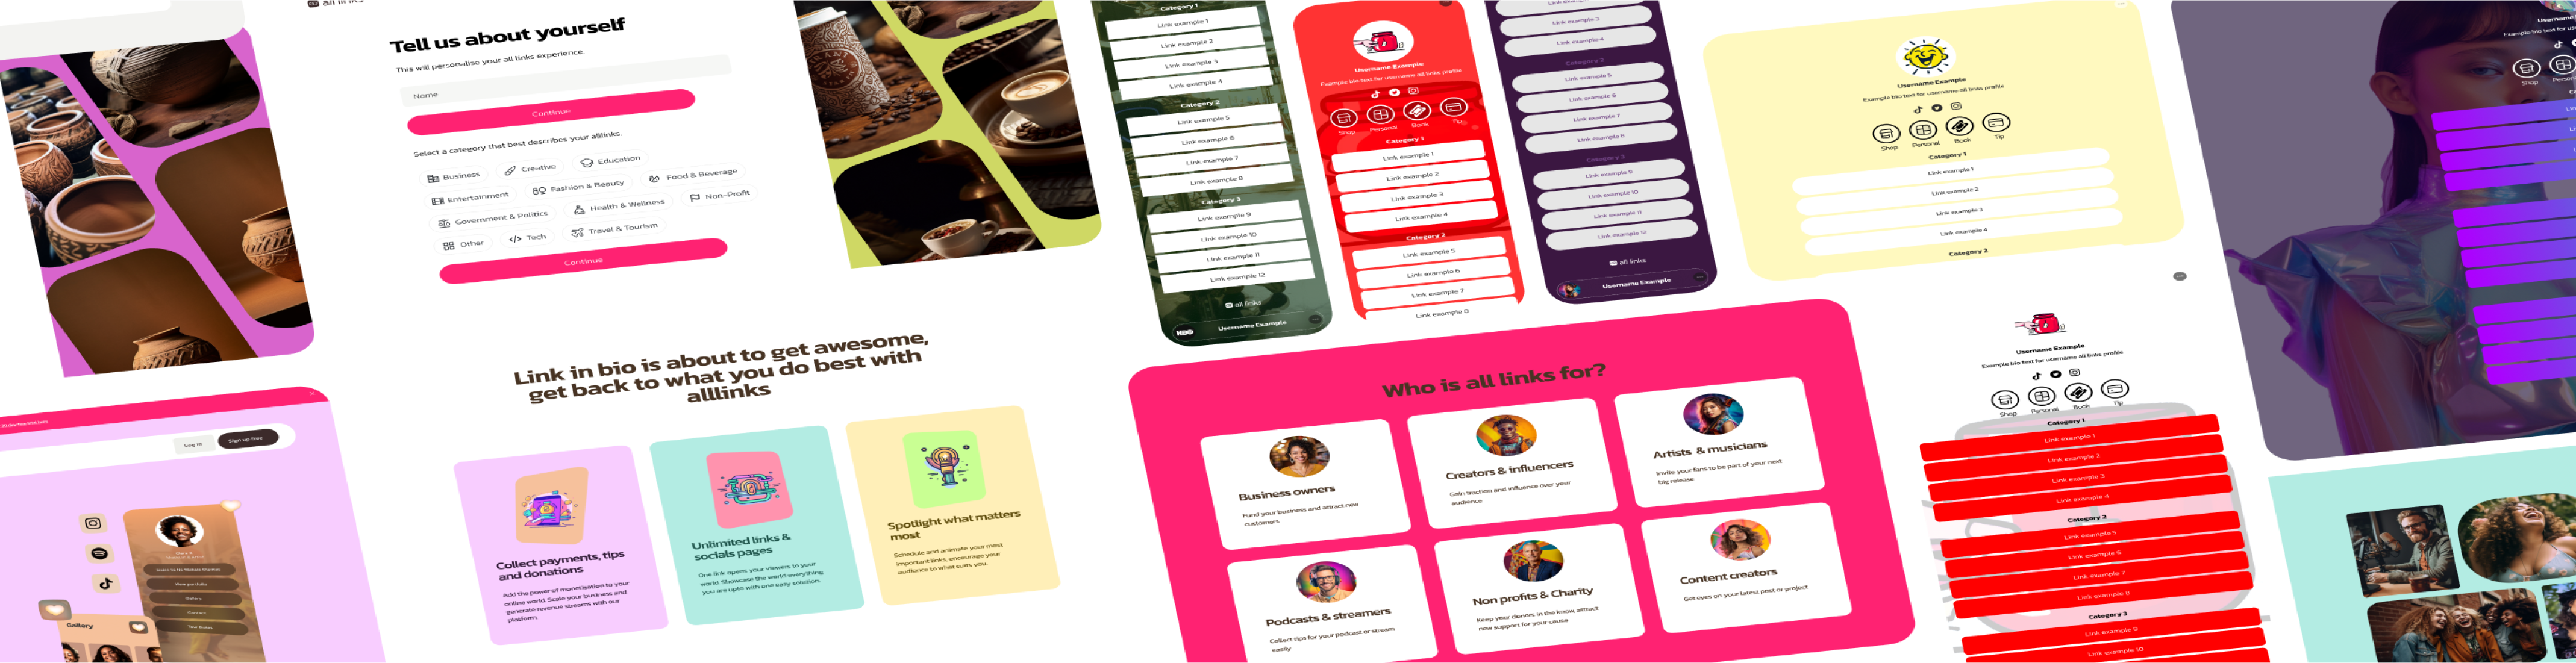 all links
Tell us about yourself
This will personalise your all links experience.
Name
Continue
Select a category that best describes your alllinks.
Business
Creative
Education
Entertainment
Fashion & Beauty
Food & Beverage
Government & Politics
Health & Wellness
Non-Profit
Other
Tech
Travel & Tourism
Continue
Log in
Sign up free
View portfolio
Gallery
Contact
Tour Dates
Gallery
Link in bio is about to get awesome,
get back to what you do best with
alllinks
Collect payments, tips
and donations
Add the power of monetisation to your
online world. Scale your business and
generate revenue streams with our
platform
Unlimited links &
socials pages
One link opens your viewers to your
world. Showcase the world everything
you are upto with one easy solution
Spotlight what matters
most
Schedule and animate your most
important links, encourage your
audience to what suits you
Category 1
Link example 1
Link example 2
Link example 3
Link example 4
Category 2
Link example 5
Link example 6
Link example 7
Link example 8
Category 3
Link example 9
Link example 10
Link example 11
Link example 12
all links
HBO
Username Example
Username Example
Example bio text for username all links profile
Shop
Personal
Book
Tip
Category 1
Link example 1
Link example 2
Link example 3
Link example 4
Category 2
Link example 5
Link example 6
Link example 7
Link example 8
Link example 3
Link example 4
Category 2
Link example 5
Link example 6
Link example 7
Link example 8
Category 3
Link example 9
Link example 10
Link example 11
Link example 12
all links
Username Example
Username Example
Example bio text for username all links profile
Shop
Personal
Book
Tip
Category 1
Link example 1
Link example 2
Link example 3
Link example 4
Category 2
Who is all links for?
Business owners
Fund your business and attract new
customers
Creators & influencers
Gain traction and influence over your
audience
Artists & musicians
Invite your fans to be part of your next
big release
Podcasts & streamers
Collect tips for your podcast or stream
easily
Non profits & Charity
Keep your donors in the know, attract
new support for your cause
Content creators
Get eyes on your latest post or project
Username Example
Example bio text for username all links profile
Shop
Personal
Book
Tip
Category 1
Link example 1
Link example 2
Link example 3
Link example 4
Category 2
Link example 5
Link example 6
Link example 7
Link example 8
Category 3
Link example 9
Link example 10
Example bio text for us
Shop